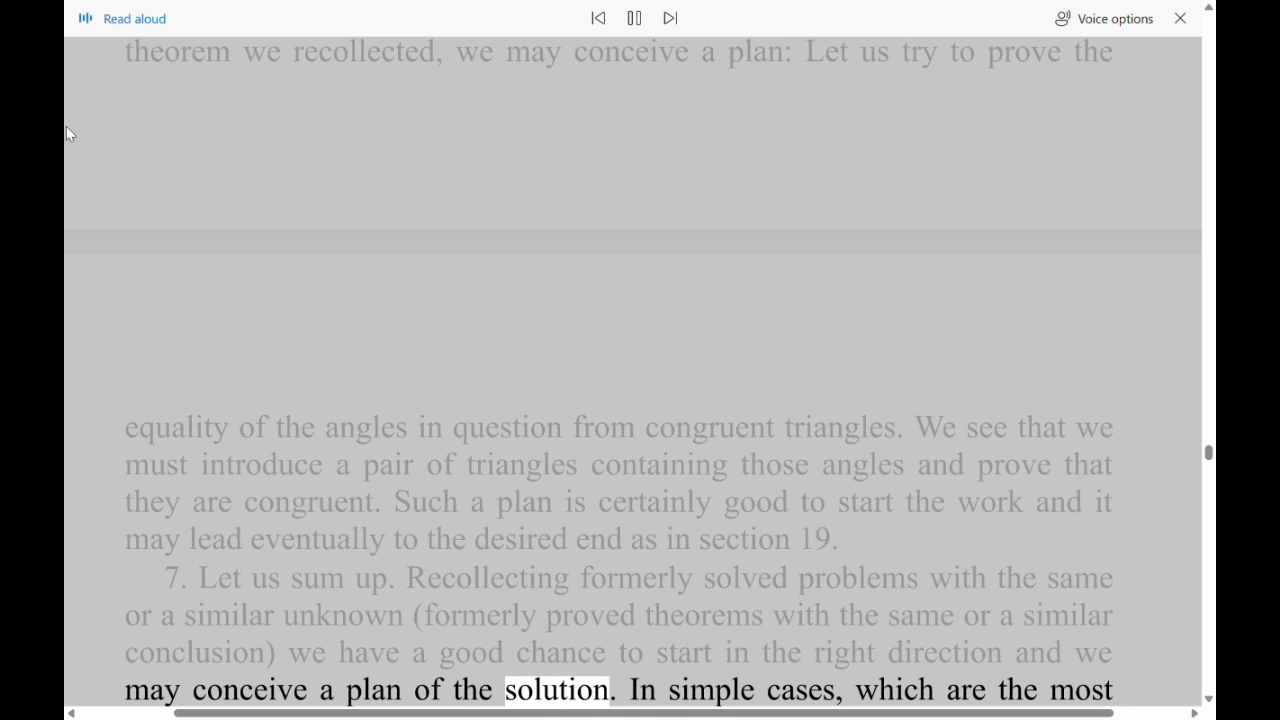 Read aloud
Voice options
theorem we recollected, we may conceive a plan: Let us try to prove the
equality of the angles in question from congruent triangles. We see that we
must introduce a pair of triangles containing those angles and prove that
they are congruent. Such a plan is certainly good to start the work and it
may lead eventually to the desired end as in section 19.
7. Let us sum up. Recollecting formerly solved problems with the same
or a similar unknown (formerly proved theorems with the same or a similar
conclusion) we have a good chance to start in the right direction and we
may conceive a plan of the solution. In simple cases, which are the most